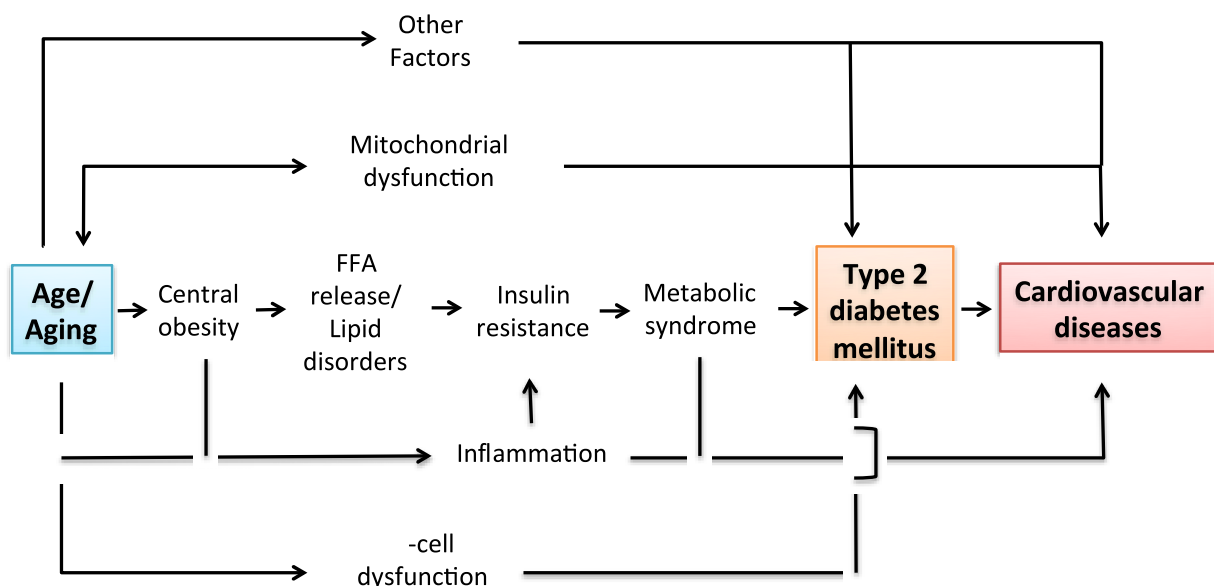 Other
Factors
Mitochondrial
dysfunction
Age/
Aging
Central
obesity
FFA
release/
Lipid
disorders
Insulin
resistance
Metabolic
syndrome
Type 2
diabetes
mellitus
Cardiovascular
diseases
Inflammation
-cell
dysfunction